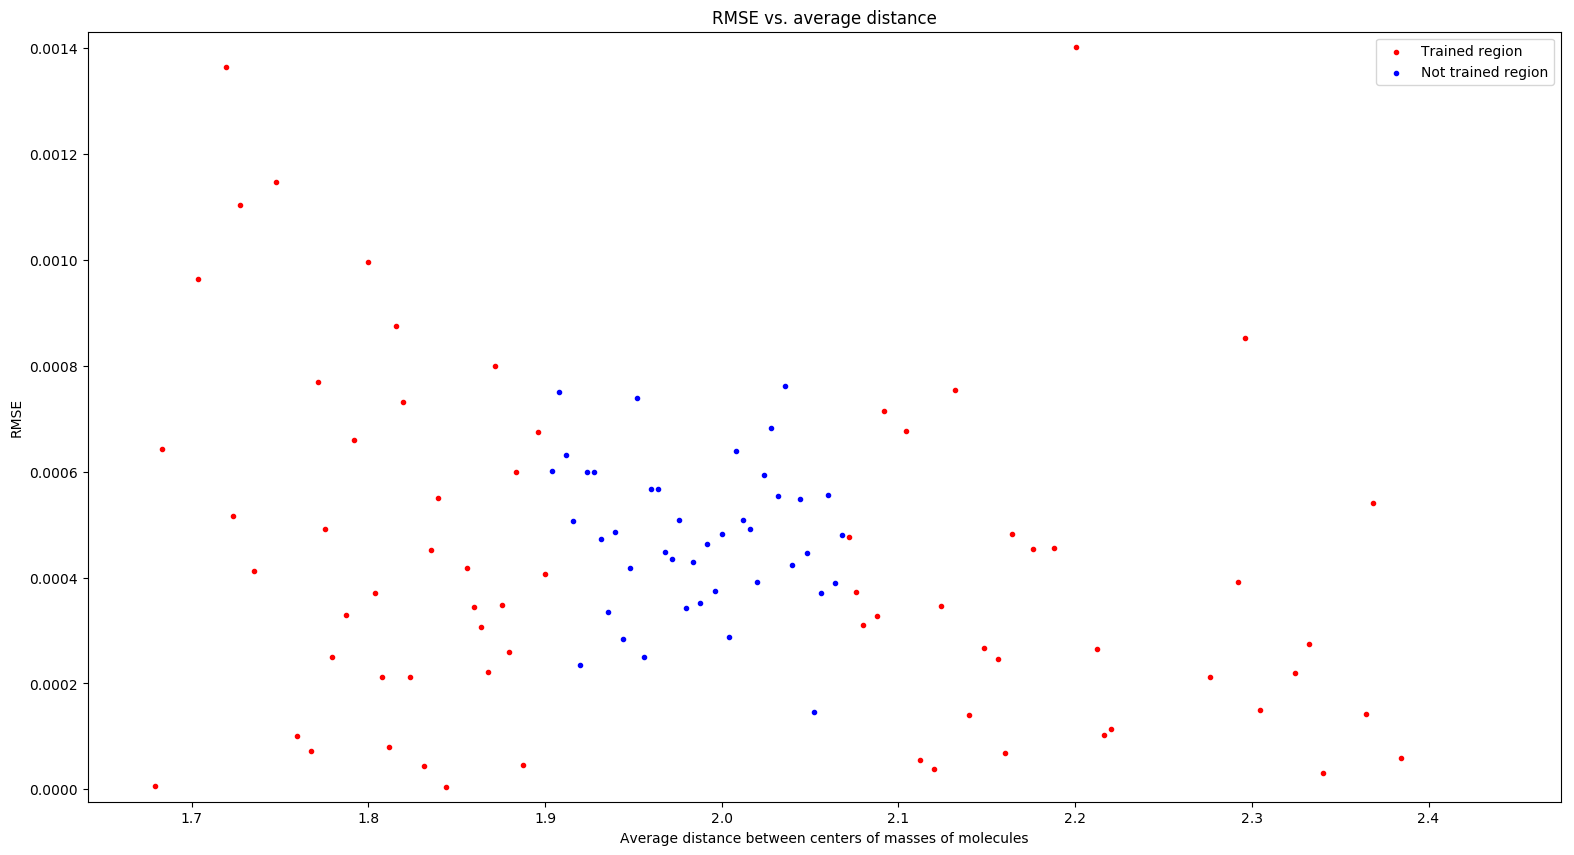 RMSE vs. average distance
Trained region
Not trained region
RMSE
0.0014
0.0012
0.0010
0.0008
0.0006
0.0004
0.0002
0.0000
1.7 1.8 1.9 2.0 2.1 2.2 2.3 2.4
Average distance between centers of masses of molecules